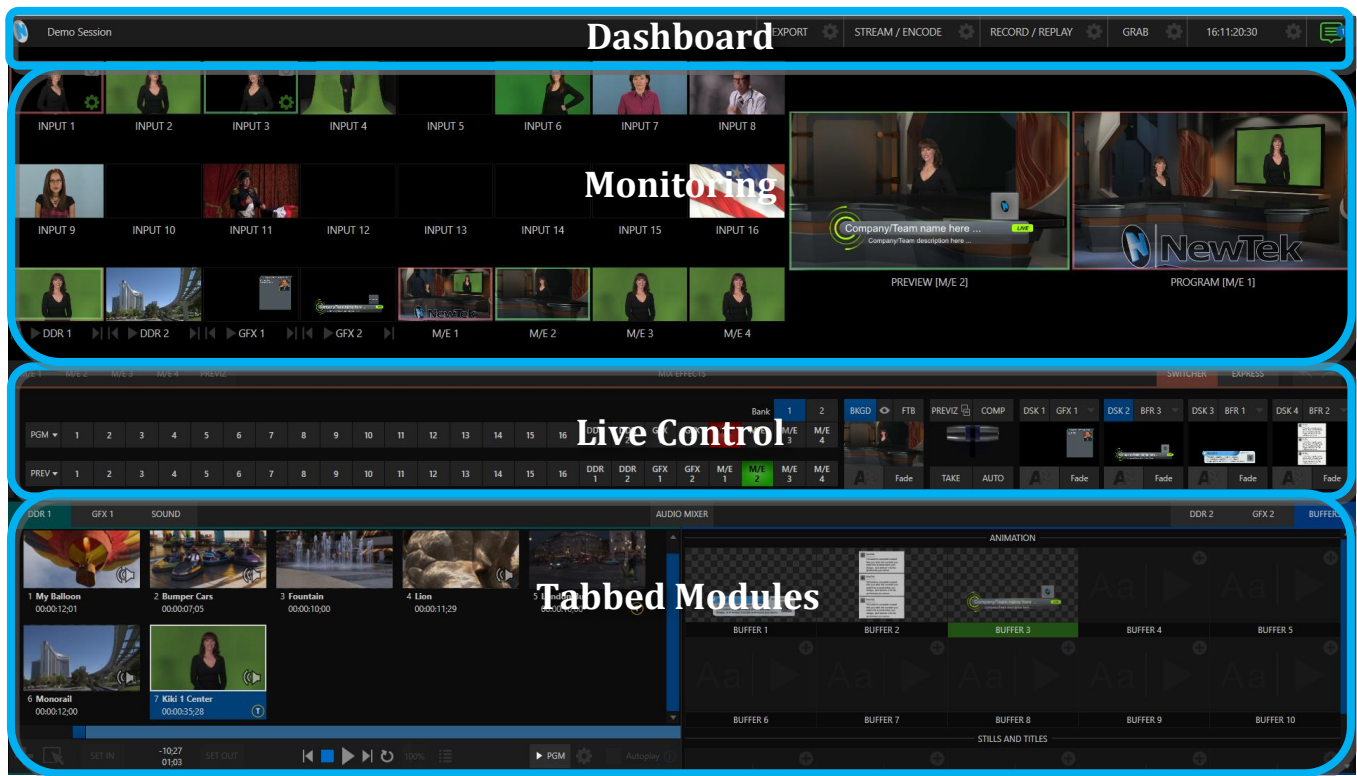 Demo Session
Dashboard
EXPORT
STREAM / ENCODE
RECORD / REPLAY
GRAB
16:11:20:30
1
INPUT 1
INPUT 2
INPUT 3
INPUT 4
INPUT 5
INPUT 6
INPUT 7
INPUT 8
Monitoring
INPUT 9
INPUT 10
INPUT 11
INPUT 12
INPUT 13
INPUT 14
INPUT 15
INPUT 16
Company/Team name here ...
LIVE
Company/Team description here ...
NewTek
PREVIEW [M/E 2]
PROGRAM [M/E 1]
DDR 1
DDR 2
GFX 1
GFX 2
M/E 1
M/E 2
M/E 3
M/E 4
M/E 2
M/E 3
M/E 4
PREVIZ
MIX EFFECTS
SWITCHER
EXPRESS
Bank 1 2
BKGD
FTB
PREVIZ
COMP
DSK 1 GFX 1
DSK 2 BFR 3
DSK 3 BFR 1
DSK 4 BFR 2
Live Control
PGM 1 2 3 4 5 6 7 8 9 10 11 12 13 14 15 16
M/E 3
M/E 4
PREV 1 2 3 4 5 6 7 8 9 10 11 12 13 14 15 16 DDR 1 DDR 2 GFX 1 GFX 2 M/E 1 M/E 2 M/E 3 M/E 4
Fade
TAKE
AUTO
Fade
Fade
Fade
Fade
DDR 1
GFX 1
SOUND
AUDIO MIXER
DDR 2
GFX 2
BUFFERS
ANIMATION
Tabbed Modules
1 My Balloon
00:00:12;01
2 Bumper Cars
00:00:07;05
3 Fountain
00:00:10;00
4 Lion
00:00:11;29
BUFFER 1
BUFFER 2
BUFFER 3
BUFFER 4
BUFFER 5
6 Monorail
00:00:12;00
7 Kiki 1 Center
00:00:35;28
T
BUFFER 6
BUFFER 7
BUFFER 8
BUFFER 9
BUFFER 10
STILLS AND TITLES
SET IN
-10;27
01;03
SET OUT
100%
PGM
Autoplay